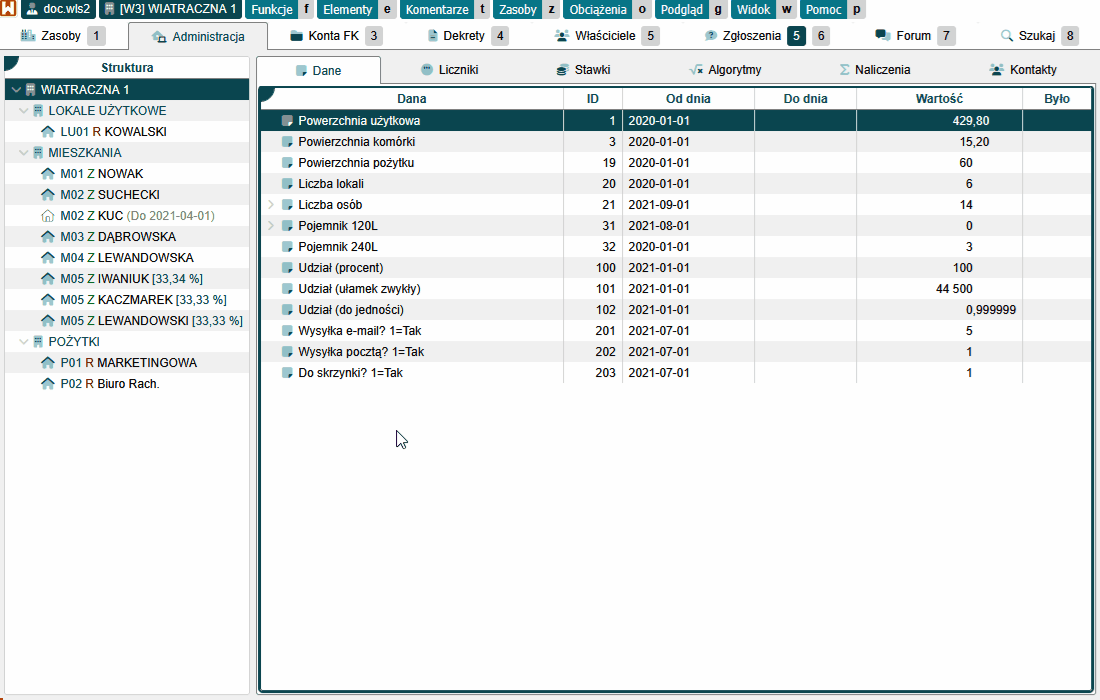 doc.wls2 [W3] WIATRACZNA 1 Funkcje f Elementy e Komentarze t Zasoby z Obciążenia o Podgląd g Widok w Pomoc p
Zasoby 1 Administracja Konta FK 3 Dekrety 4 Właściciele 5 Zgłoszenia 5 6 Forum 7 Szukaj 8
Struktura
WIATRACZNA 1
LOKALE UŻYTKOWE
LU01 R KOWALSKI
MIESZKANIA
M01 Z NOWAK
M02 Z SUCHECKI
M02 Z KUC (Do 2021-04-01)
M03 Z DĄBROWSKA
M04 Z LEWANDOWSKA
M05 Z IWANIUK [33,34 %]
M05 Z KACZMAREK [33,33 %]
M05 Z LEWANDOWSKI [33,33 %]
POŻYTKI
P01 R MARKETINGOWA
P02 R Biuro Rach.
Dane Liczniki Stawki Algorytmy Naliczenia Kontakty
Dana ID Od dnia Do dnia Wartość Było
Powerzchnia użytkowa 1 2020-01-01 429,80
Powierzchnia komórki 3 2020-01-01 15,20
Powierzchnia pożytku 19 2020-01-01 60
Liczba lokali 20 2020-01-01 6
Liczba osób 21 2021-09-01 14
Pojemnik 120L 31 2021-08-01 0
Pojemnik 240L 32 2020-01-01 3
Udział (procent) 100 2021-01-01 100
Udział (ułamek zwykły) 101 2021-01-01 44 500
Udział (do jedności) 102 2021-01-01 0,999999
Wysyłka e-mail? 1=Tak 201 2021-07-01 5
Wysyłka pocztą? 1=Tak 202 2021-07-01 1
Do skrzynki? 1=Tak 203 2021-07-01 1